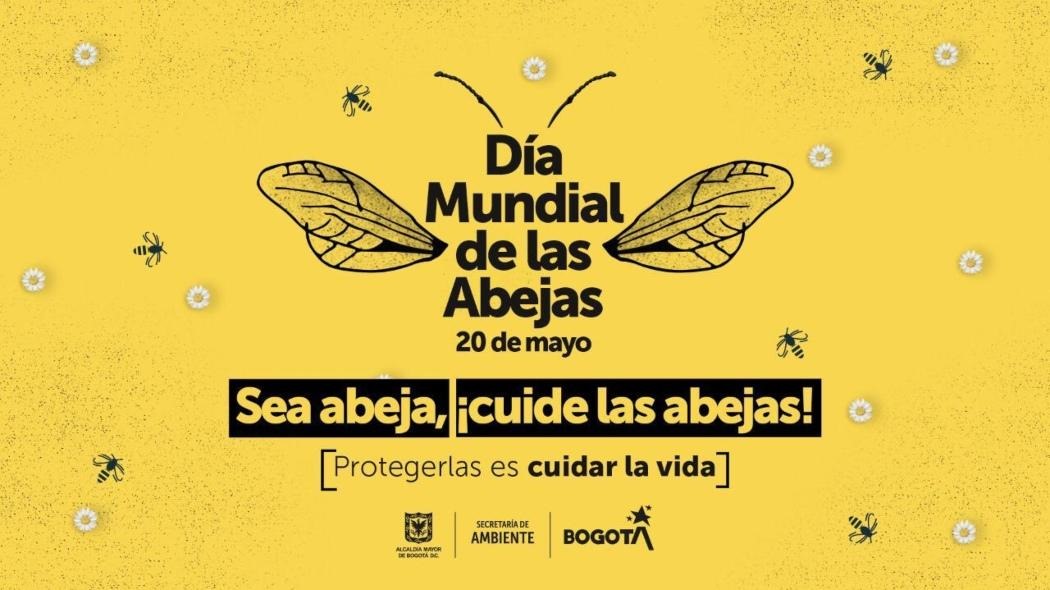 Día
Mundial
de las
Abejas
20 de mayo
Sea abeja, ¡cuide las abejas!
[Protegerlas es cuidar la vida]
ALCALDÍA MAYOR
DE BOGOTÁ D.C.
SECRETARÍA DE
AMBIENTE
BOGOTÁ